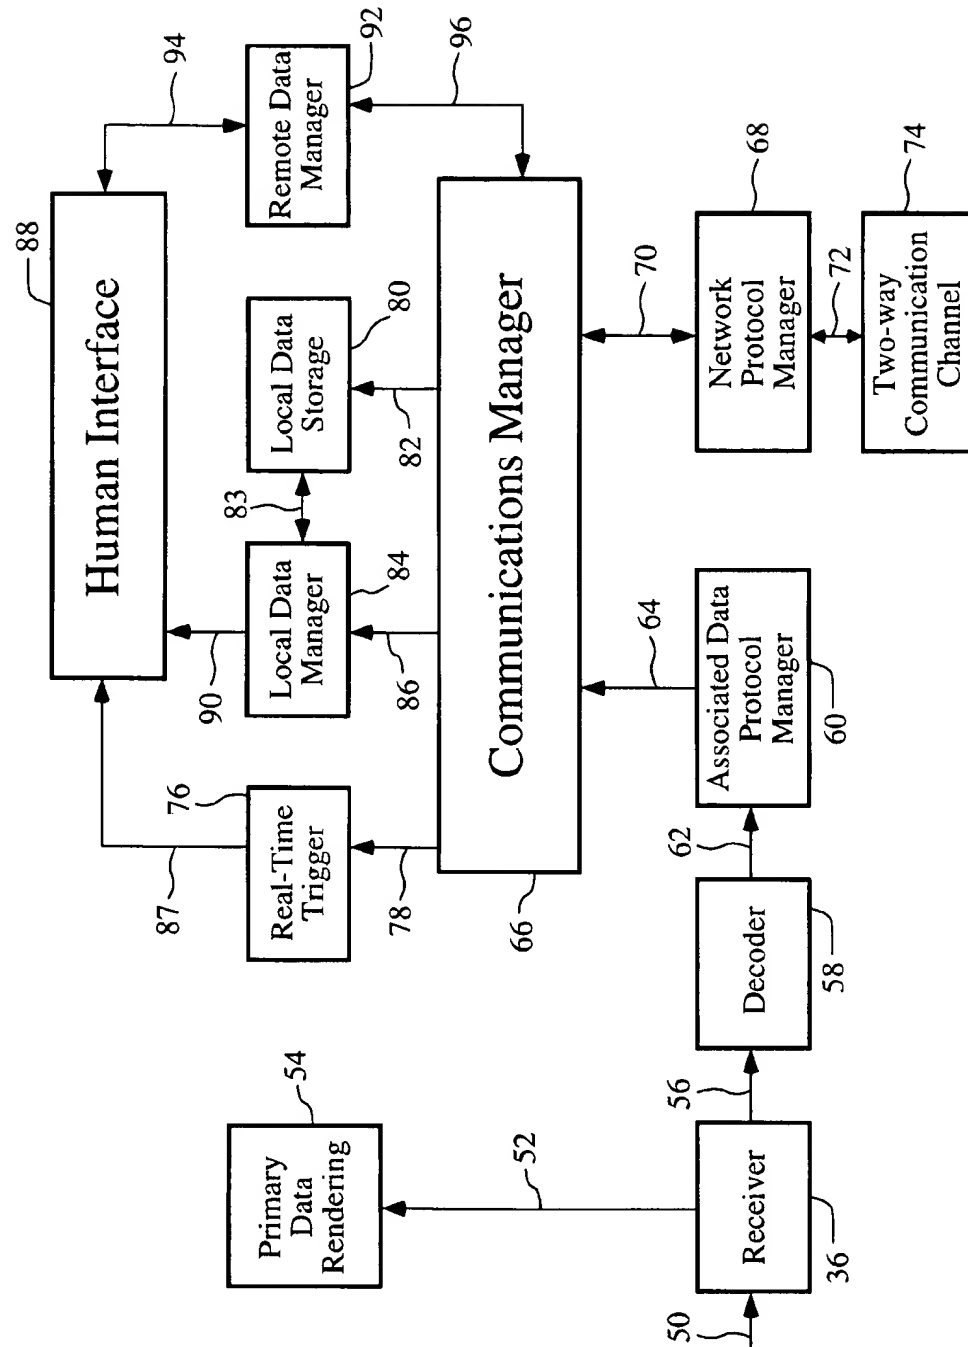 88
Human Interface
94
87
90
76
Real-Time
Trigger
78
Local Data
Manager
84
86
83
Local Data
Storage
80
82
Remote Data
Manager
92
96
54
Primary
Data
Rendering
52
66
Communications Manager
64
70
50
Receiver
36
56
Decoder
58
62
Associated Data
Protocol
Manager
60
Network
Protocol
Manager
68
72
Two-way
Communication
Channel
74